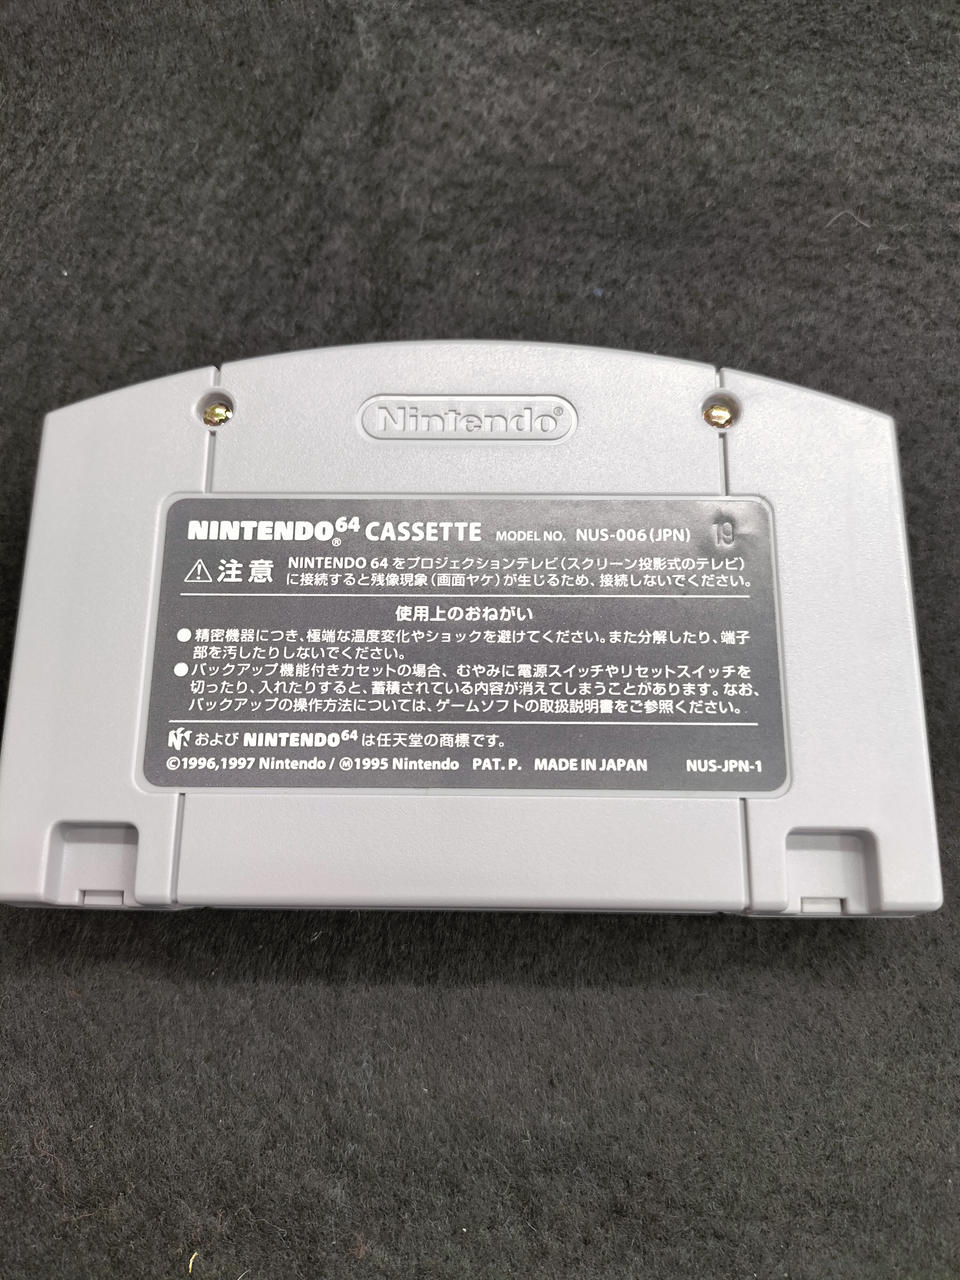 Nintendo®
NINTENDO64® CASSETTE MODEL NO. NUS-006(JPN) 19
⚠注意 NINTENDO 64をプロジェクションテレビ(スクリーン投影式のテレビ)
に接続すると残像現象(画面ヤケ)が生じるため、接続しないでください。
使用上のおねがい
●精密機器につき、極端な温度変化やショックを避けてください。また分解したり、端子
部を汚したりしないでください。
●バックアップ機能付きカセットの場合、むやみに電源スイッチやリセットスイッチを
切ったり、入れたりすると、蓄積されている内容が消えてしまうことがあります。なお、
バックアップの操作方法については、ゲームソフトの取扱説明書をご参照ください。
および NINTENDO64 は任天堂の商標です。
©1996,1997 Nintendo / Ⓜ1995 Nintendo PAT. P. MADE IN JAPAN NUS-JPN-1